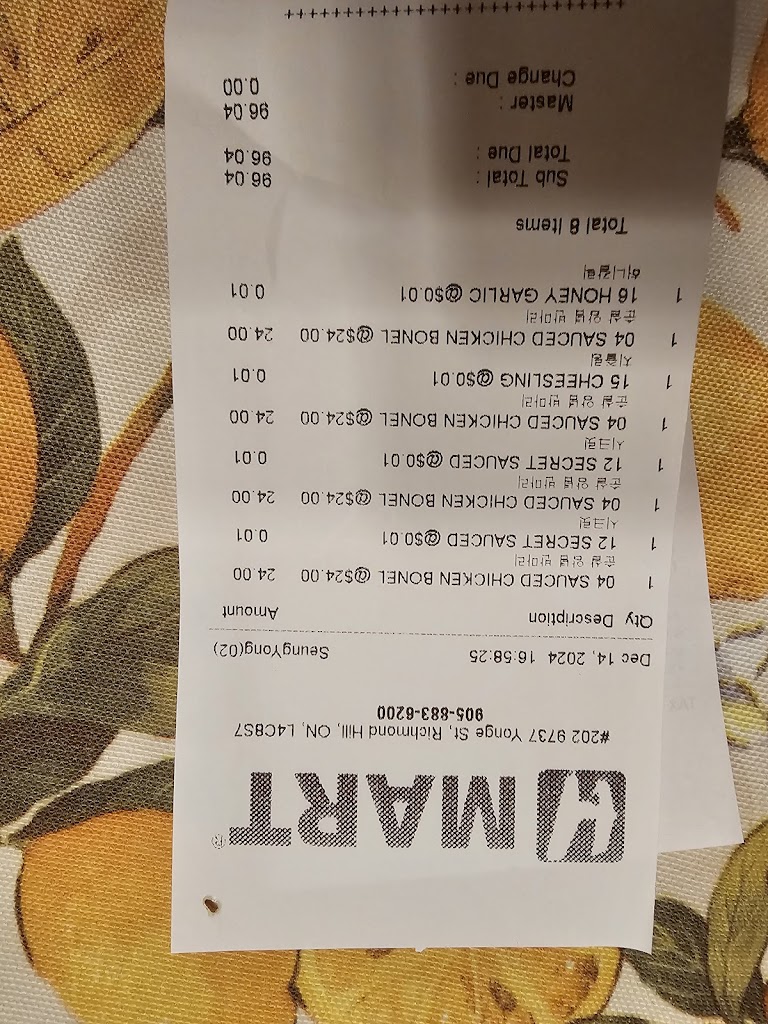 H MART®
#202 9737 Yonge St, Richmond Hill, ON, L4C8S7
905-883-6200
Dec 14, 2024 16:58:25 SeungYong(02)
Qty Description Amount
1 04 SAUCED CHICKEN BONEL @$24.00 24.00
순살 양념 반마리
1 12 SECRET SAUCED @$0.01 0.01
시크릿
1 04 SAUCED CHICKEN BONEL @$24.00 24.00
순살 양념 반마리
1 12 SECRET SAUCED @$0.01 0.01
시크릿
1 04 SAUCED CHICKEN BONEL @$24.00 24.00
순살 양념 반마리
1 15 CHEESLING @$0.01 0.01
치즐링
1 04 SAUCED CHICKEN BONEL @$24.00 24.00
순살 양념 반마리
1 16 HONEY GARLIC @$0.01 0.01
허니갈릭
Total 8 Items
Sub Total : 96.04
Total Due : 96.04
Master : 96.04
Change Due : 0.00